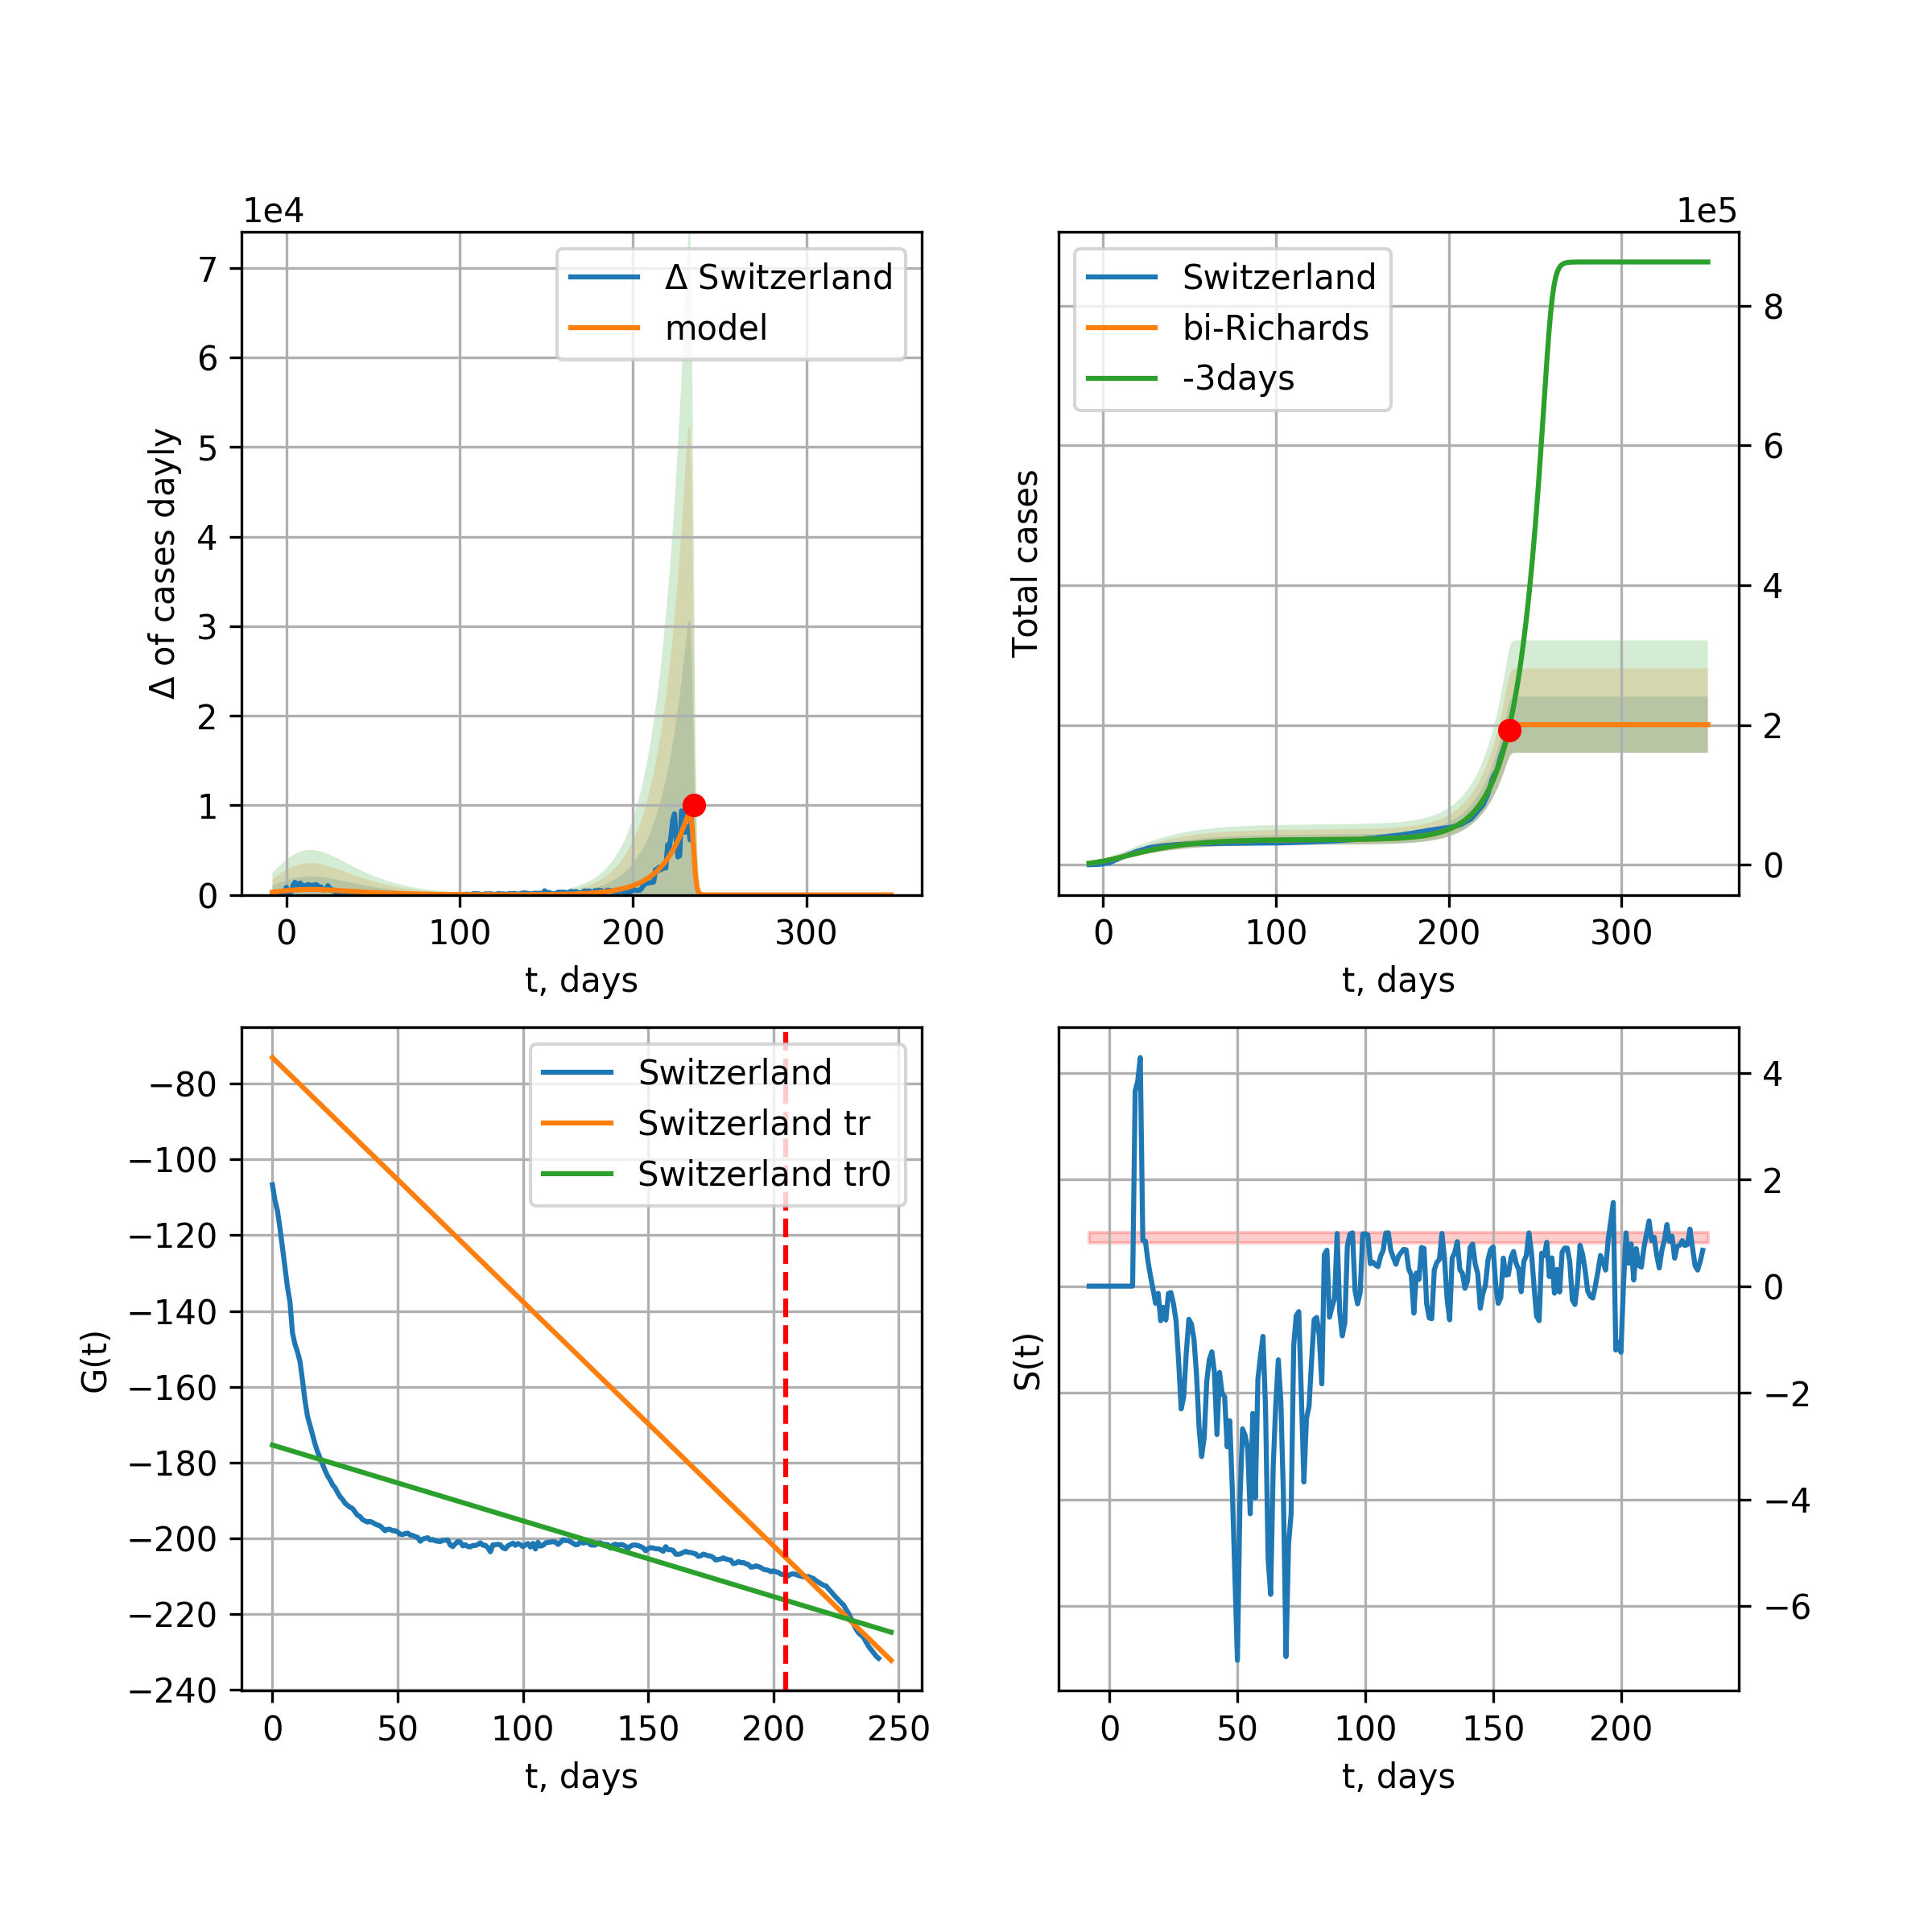 1e4
Δ of cases dayly
7
6
5
4
3
2
1
0
Δ Switzerland
model
0
100
200
300
t, days
1e5
Total cases
Switzerland
bi-Richards
-3days
8
6
4
2
0
0
100
200
300
t, days
G(t)
−80
−100
−120
−140
−160
−180
−200
−220
−240
Switzerland
Switzerland tr
Switzerland tr0
0
50
100
150
200
250
t, days
S(t)
4
2
0
−2
−4
−6
0
50
100
150
200
t, days